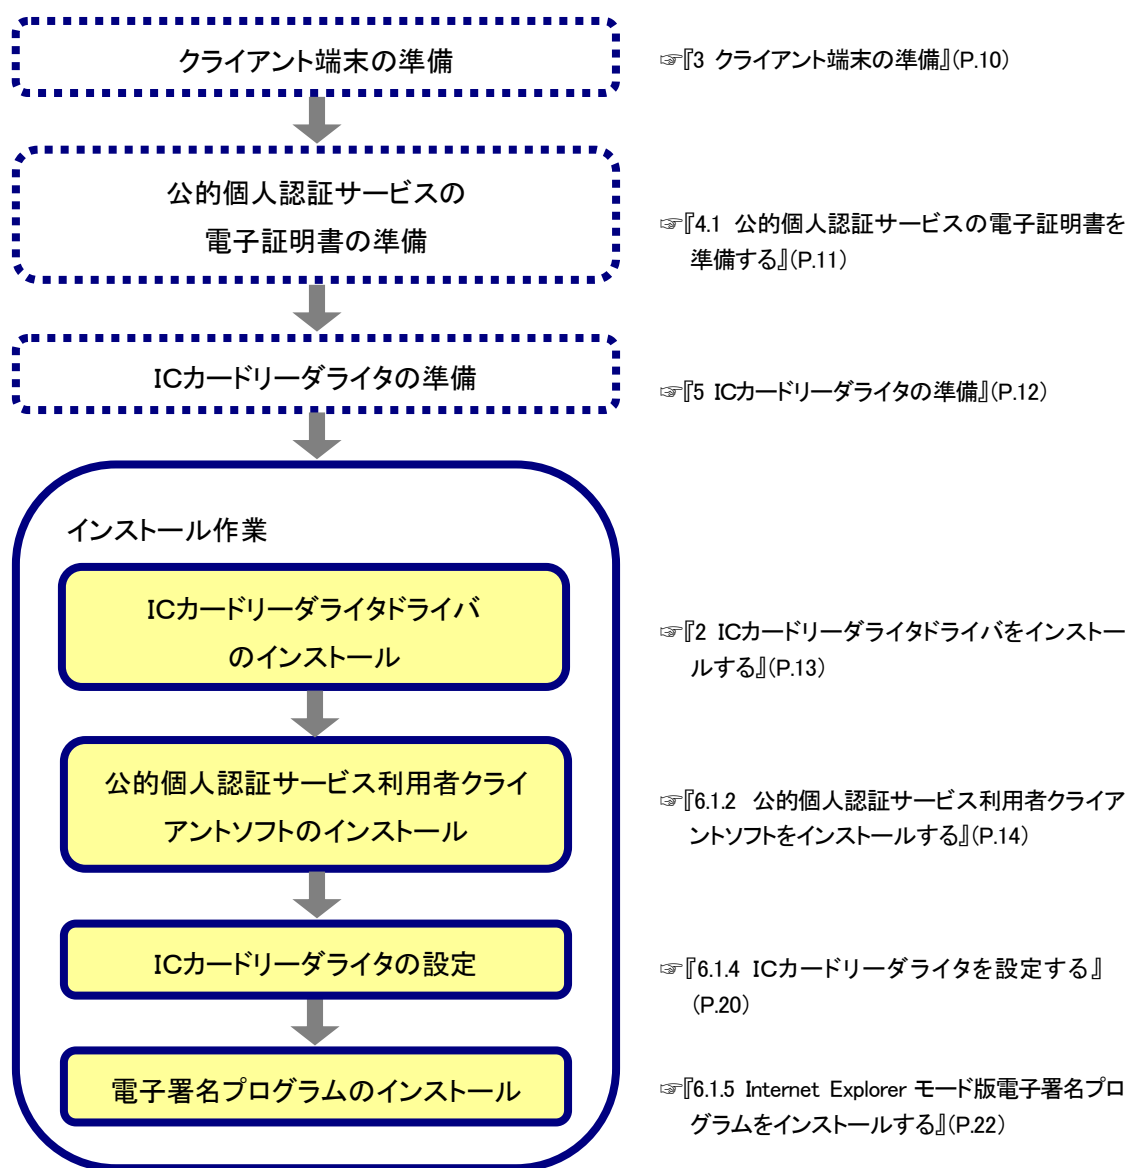 クライアント端末の準備
☞『3 クライアント端末の準備』(P.10)
公的個人認証サービスの
電子証明書の準備
☞『4.1 公的個人認証サービスの電子証明書を
準備する』(P.11)
ICカードリーダライタの準備
☞『5 ICカードリーダライタの準備』(P.12)
インストール作業
ICカードリーダライタドライバ
のインストール
☞『2 ICカードリーダライタドライバをインストー
ルする』(P.13)
公的個人認証サービス利用者クライ
アントソフトのインストール
☞『6.1.2 公的個人認証サービス利用者クライア
ントソフトをインストールする』(P.14)
ICカードリーダライタの設定
☞『6.1.4 ICカードリーダライタを設定する』
(P.20)
電子署名プログラムのインストール
☞『6.1.5 Internet Explorer モード版電子署名プロ
グラムをインストールする』(P.22)